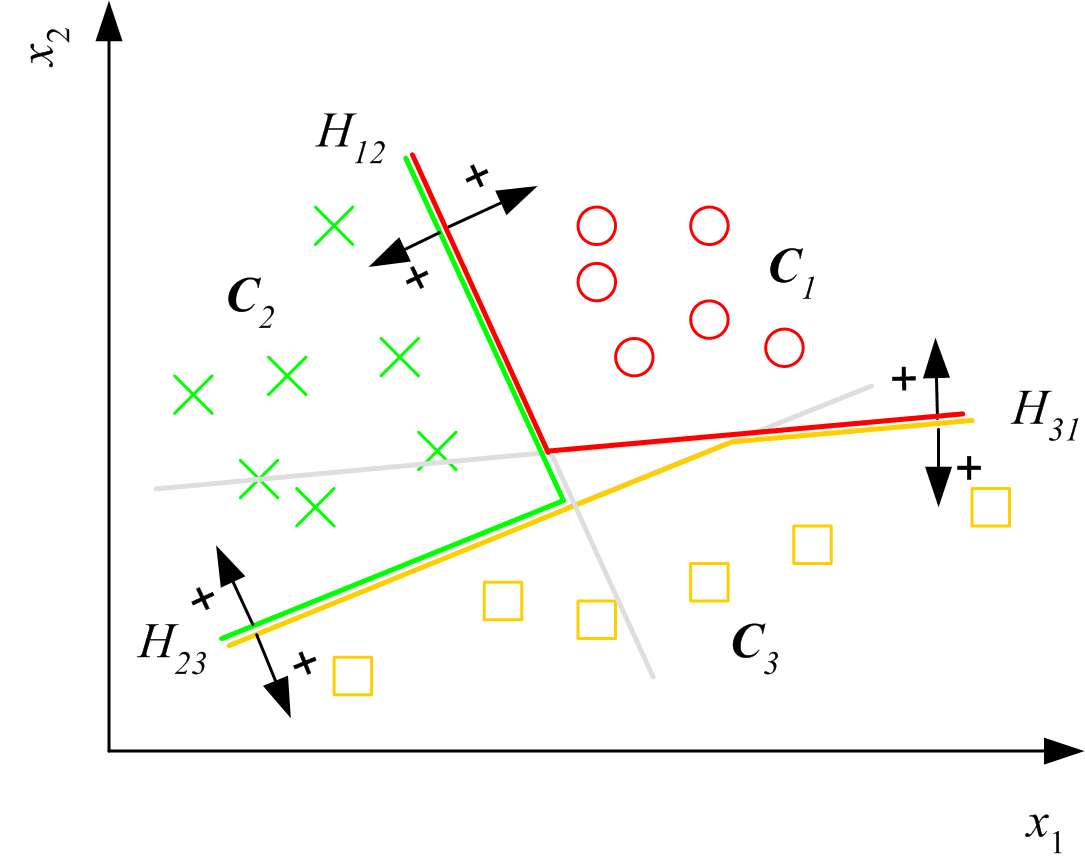 x2
H12
+
+
C1
C2
+
H31
+
+
H23
+
C3
x1